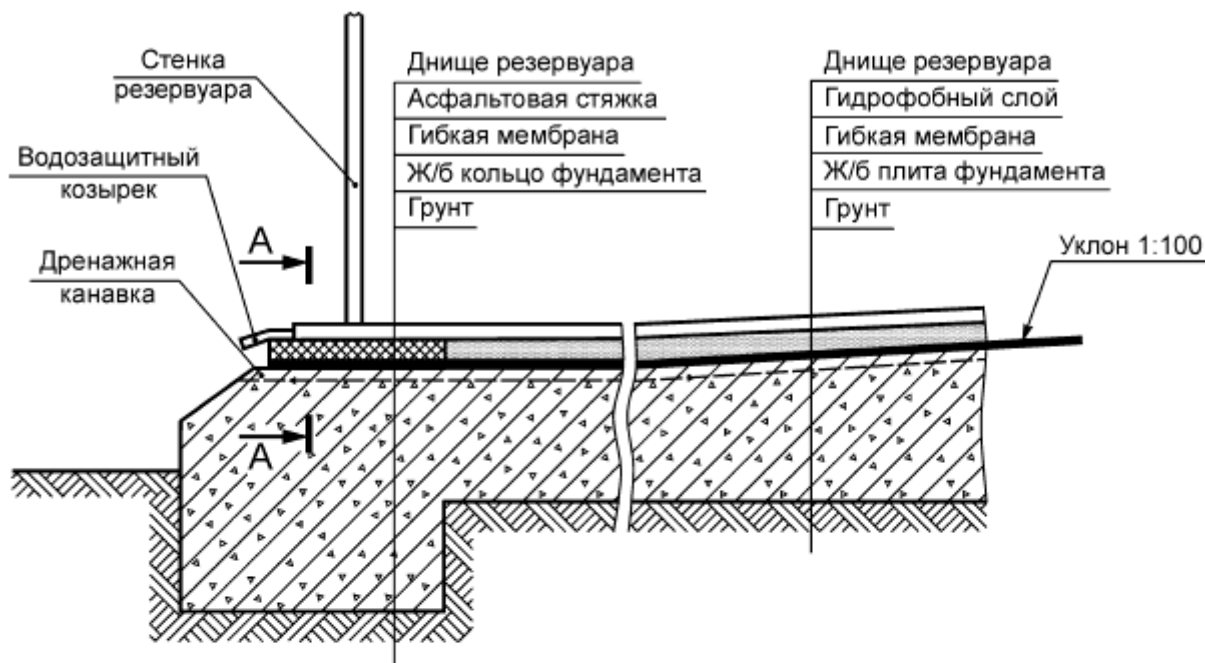 Стенка
резервуара
Водозащитный
козырек
Дренажная
канавка
А
А
Днище резервуара
Асфальтовая стяжка
Гибкая мембрана
Ж/б кольцо фундамента
Грунт
Днище резервуара
Гидрофобный слой
Гибкая мембрана
Ж/б плита фундамента
Грунт
Уклон 1:100